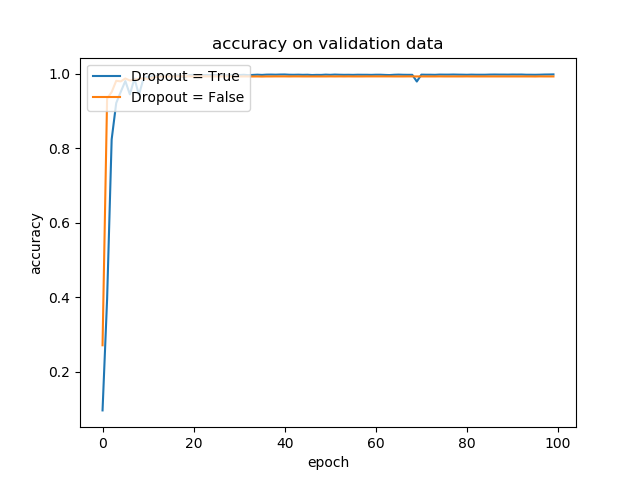 accuracy on validation data
Dropout = True
Dropout = False
accuracy
1.0
0.8
0.6
0.4
0.2
0
20
40
60
80
100
epoch